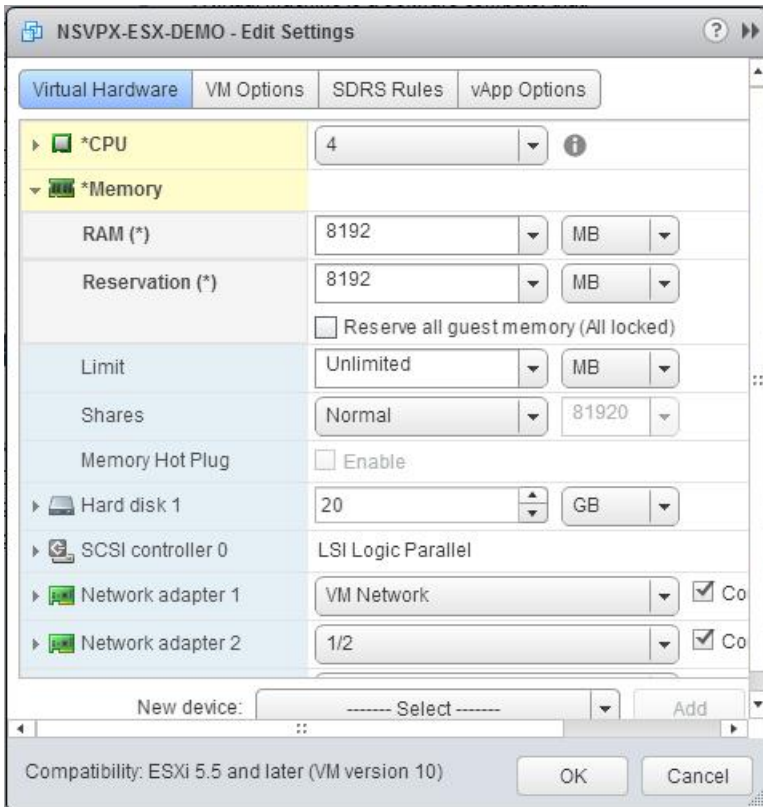 NSVPX-ESX-DEMO - Edit Settings
Virtual Hardware VM Options SDRS Rules vApp Options
*CPU 4
*Memory
RAM (*) 8192 MB
Reservation (*) 8192 MB
Reserve all guest memory (All locked)
Limit Unlimited MB
Shares Normal 81920
Memory Hot Plug Enable
Hard disk 1 20 GB
SCSI controller 0 LSI Logic Parallel
Network adapter 1 VM Network Co
Network adapter 2 1/2 Co
New device: ------- Select ------- Add
Compatibility: ESXi 5.5 and later (VM version 10) OK Cancel